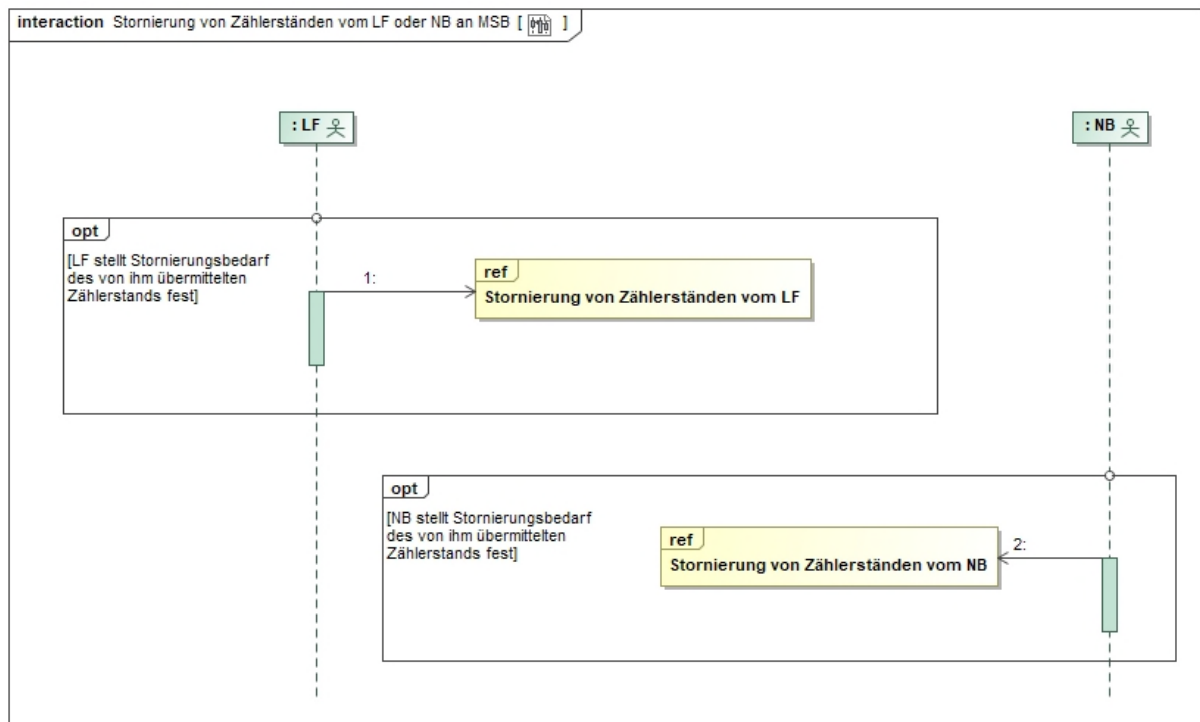 interaction Stornierung von Zählerständen vom LF oder NB an MSB [ ]
: LF
: NB
opt
[LF stellt Stornierungsbedarf
des von ihm übermittelten
Zählerstands fest]
1:
ref
Stornierung von Zählerständen vom LF
opt
[NB stellt Stornierungsbedarf
des von ihm übermittelten
Zählerstands fest]
ref
Stornierung von Zählerständen vom NB
2: